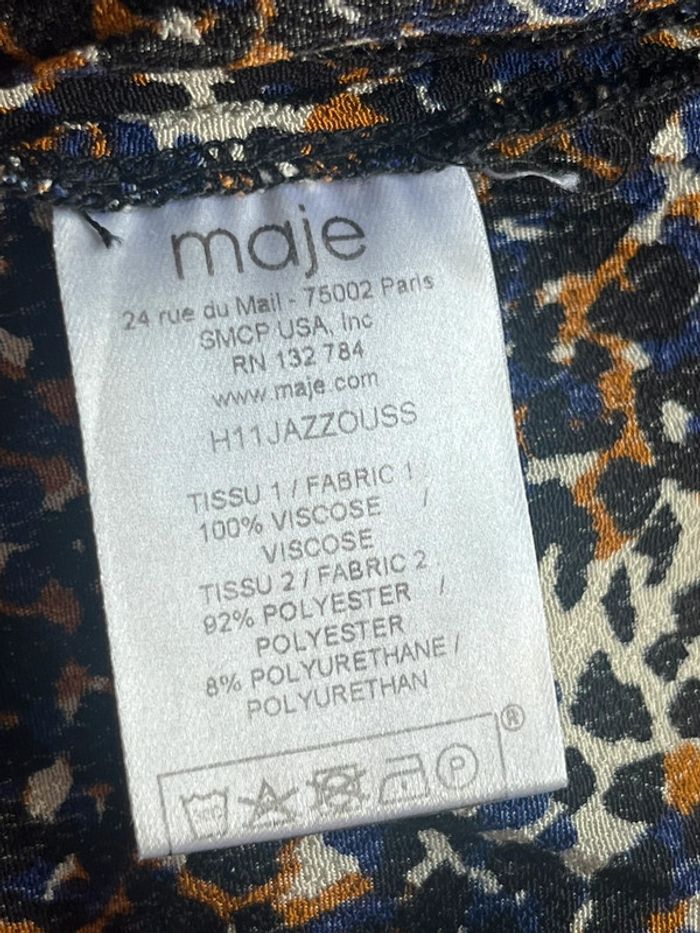 maje
24 rue du Mail - 75002 Paris
SMCP USA, Inc
RN 132 784
www.maje.com
H11JAZZOUSS
TISSU 1 / FABRIC 1 :
100% VISCOSE /
VISCOSE
TISSU 2 / FABRIC 2 :
92% POLYESTER /
POLYESTER
8% POLYURETHANE /
POLYURETHAN
®
P